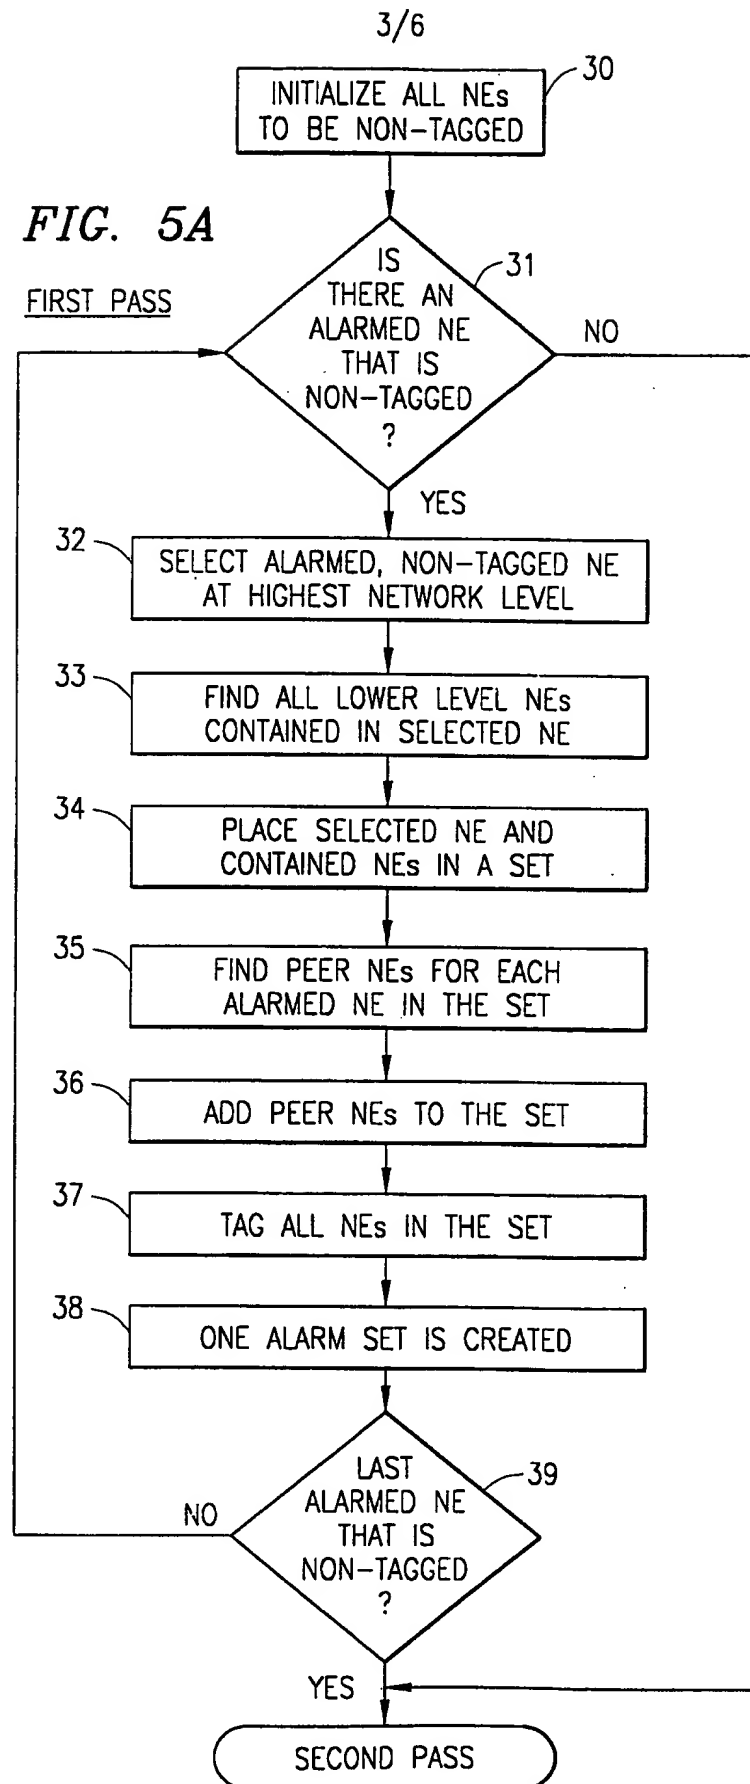 3/6
30
INITIALIZE ALL NEs
TO BE NON-TAGGED
FIG. 5A
FIRST PASS
31
IS
THERE AN
ALARMED NE
THAT IS
NON-TAGGED
?
NO
YES
32
SELECT ALARMED, NON-TAGGED NE
AT HIGHEST NETWORK LEVEL
33
FIND ALL LOWER LEVEL NEs
CONTAINED IN SELECTED NE
34
PLACE SELECTED NE AND
CONTAINED NEs IN A SET
35
FIND PEER NEs FOR EACH
ALARMED NE IN THE SET
36
ADD PEER NEs TO THE SET
37
TAG ALL NEs IN THE SET
38
ONE ALARM SET IS CREATED
39
LAST
ALARMED NE
THAT IS
NON-TAGGED
?
NO
YES
SECOND PASS